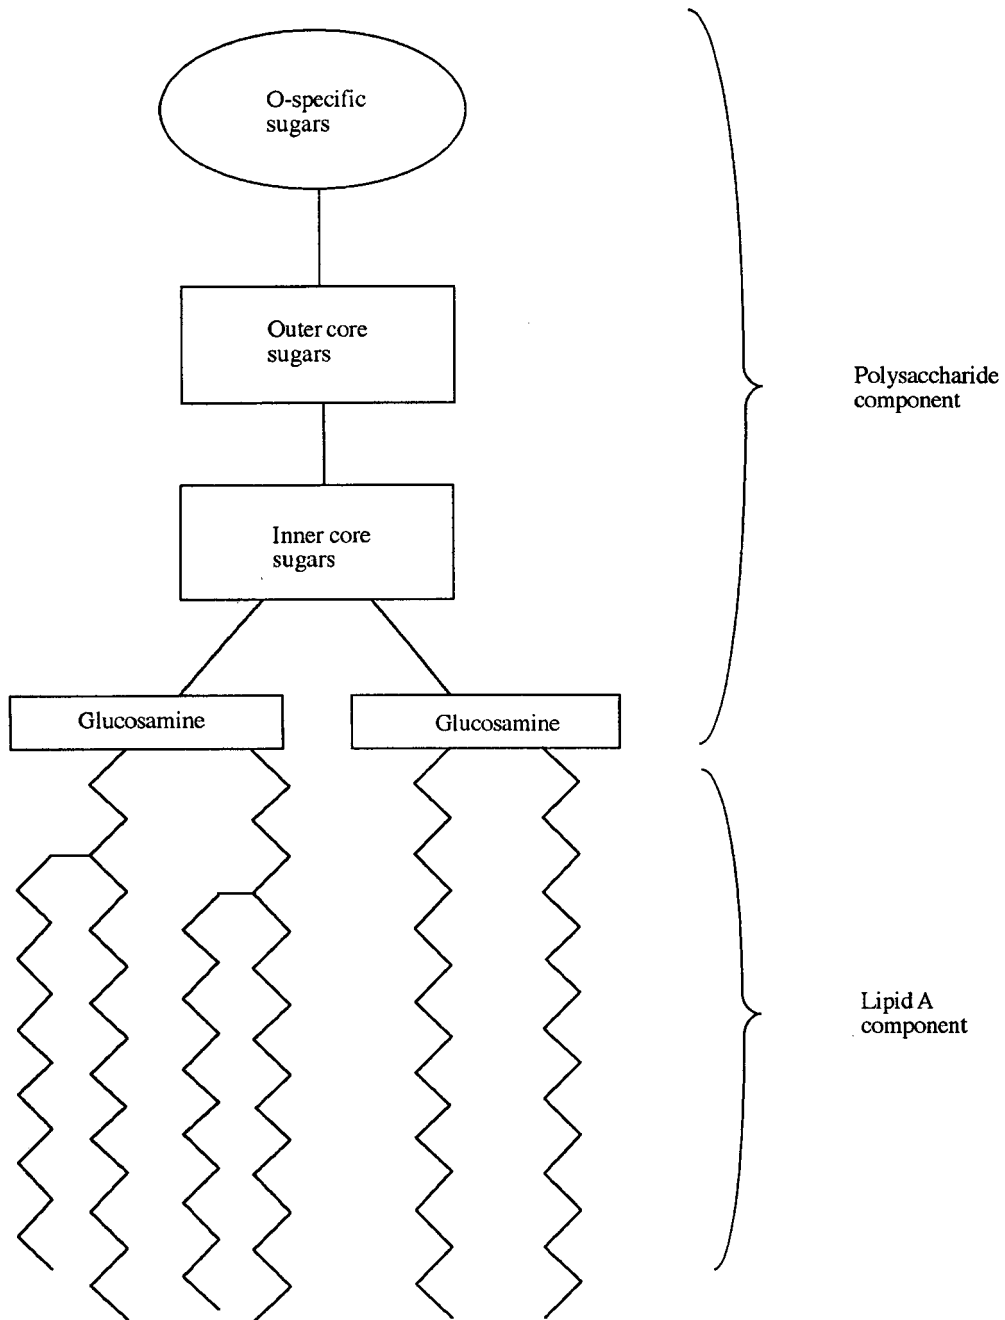 O-specific
sugars
Outer core
sugars
Polysaccharide
component
Inner core
sugars
Glucosamine
Glucosamine
Lipid A
component